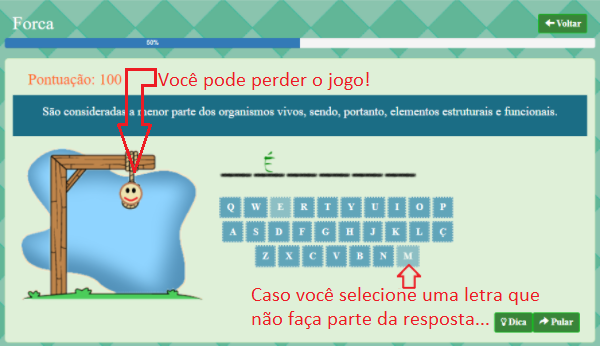 Forca
Voltar
50%
Pontuação: 100
Você pode perder o jogo!
São consideradas a menor parte dos organismos vivos, sendo, portanto, elementos estruturais e funcionais.
É
Q W E R T Y U I O P
A S D F G H J K L Ç
Z X C V B N M
Caso você selecione uma letra que
não faça parte da resposta...
Dica Pular